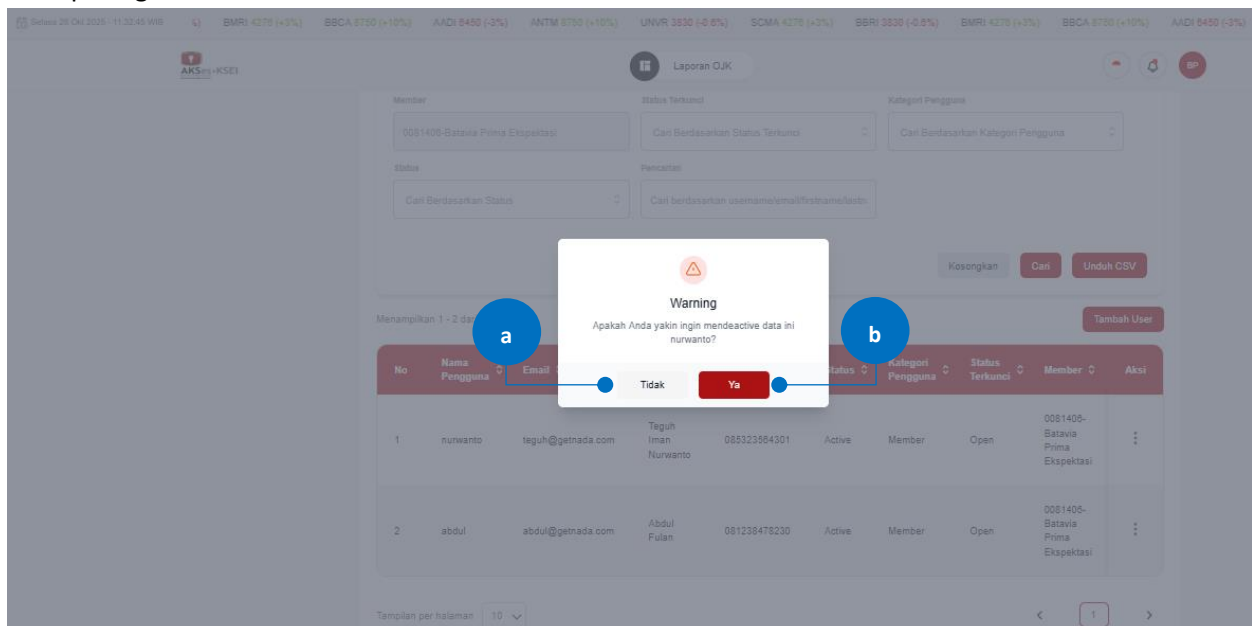 Selasa 28 Okt 2025 - 11:32:45 WIB BMRI 4276 (+3%) BBCA 8750 (+10%) AADI 8450 (-3%) ANTM 8750 (+10%) UNVR 3830 (-0.6%) SCMA 4276 (+3%) BBRI 3830 (-0.6%) BMRI 4276 (+3%) BBCA 8750 (+10%) AADI 8450 (-3%)
AKSes-KSEI
Laporan OJK
BP
Member Status Terkunci Kategori Pengguna
0081406-Batavia Prima Ekspektasi Cari Berdasarkan Status Terkunci Cari Berdasarkan Kategori Pengguna
Status Pencarian
Cari Berdasarkan Status Cari berdasarkan username/email/firstname/lastn
Kosongkan Cari Unduh CSV
Warning
Apakah Anda yakin ingin mendeactive data ini
nurwanto?
Menampilkan 1 - 2 Tambah User
a b
Tidak Ya
No Nama Pengguna Email Status Kategori Pengguna Status Terkunci Member Aksi
1 nurwanto teguh@getnada.com Teguh Iman Nurwanto 085323564301 Active Member Open 0081406-Batavia Prima Ekspektasi
2 abdul abdul@getnada.com Abdul Fulan 081238478230 Active Member Open 0081406-Batavia Prima Ekspektasi
Tampilan per halaman 10 1